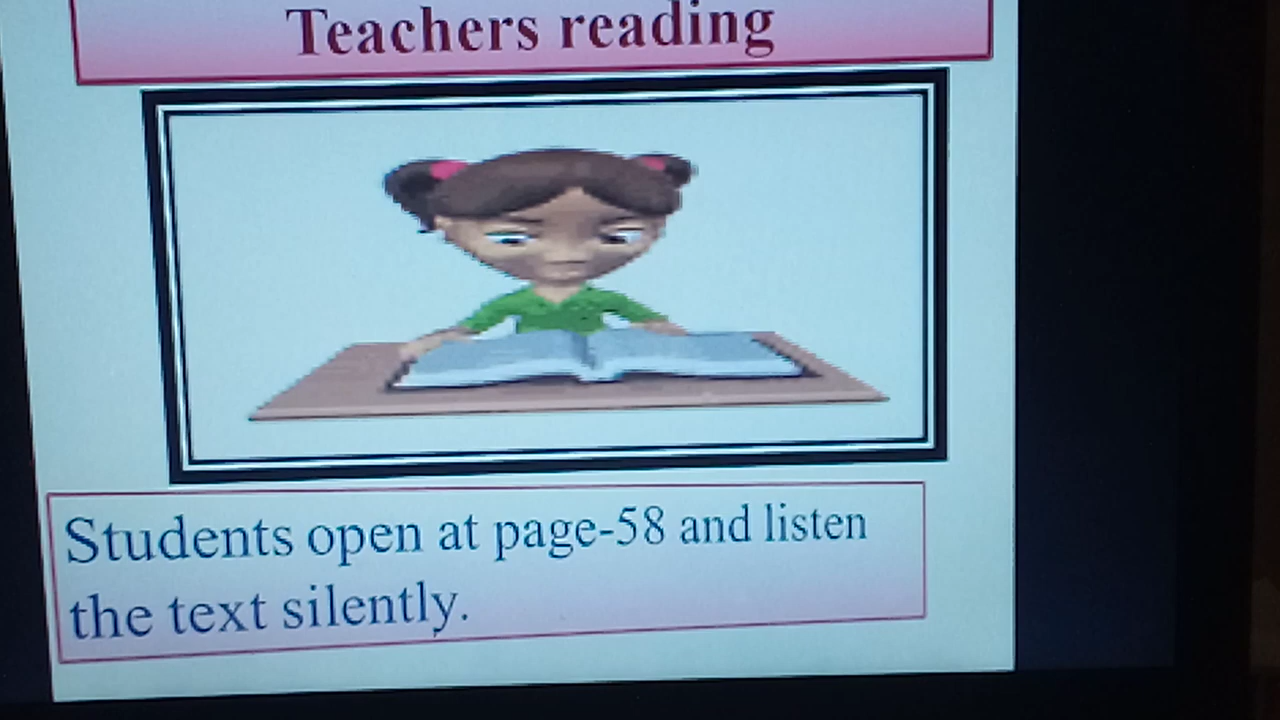 Teachers reading
Students open at page-58 and listen
the text silently.